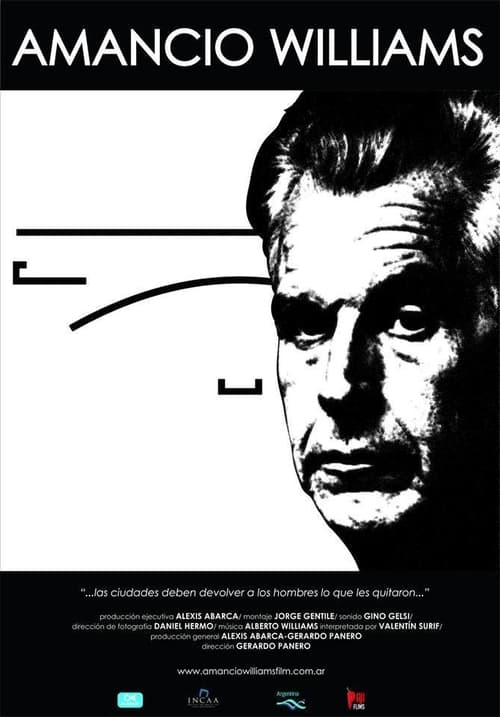 AMANCIO WILLIAMS
“...las ciudades deben devolver a los hombres lo que les quitaron...”
producción ejecutiva ALEXIS ABARCA/ montaje JORGE GENTILE/ sonido GINO GELSI/
dirección de fotografía DANIEL HERMO/ música ALBERTO WILLIAMS interpretada por VALENTÍN SURIF/
producción general ALEXIS ABARCA-GERARDO PANERO
dirección GERARDO PANERO
www.amanciowilliamsfilm.com.ar
INCAA
Argentina
FILMS